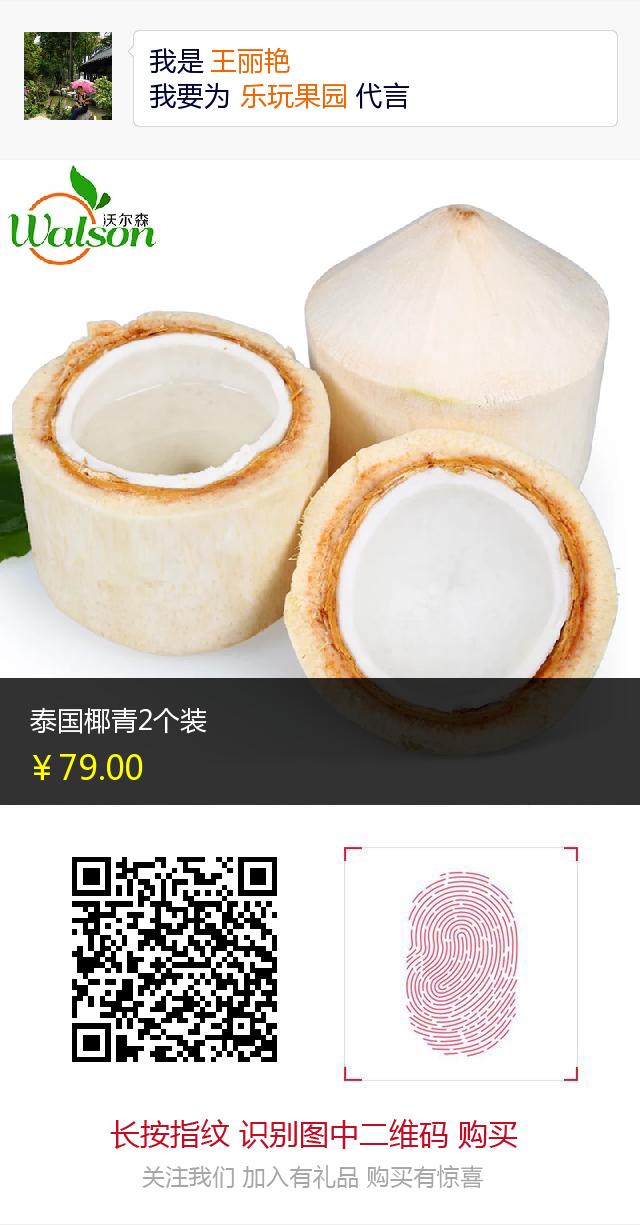 我是 王丽艳
我要为 乐玩果园 代言
沃尔森
Walson
泰国椰青2个装
￥79.00
长按指纹 识别图中二维码 购买
关注我们 加入有礼品 购买有惊喜